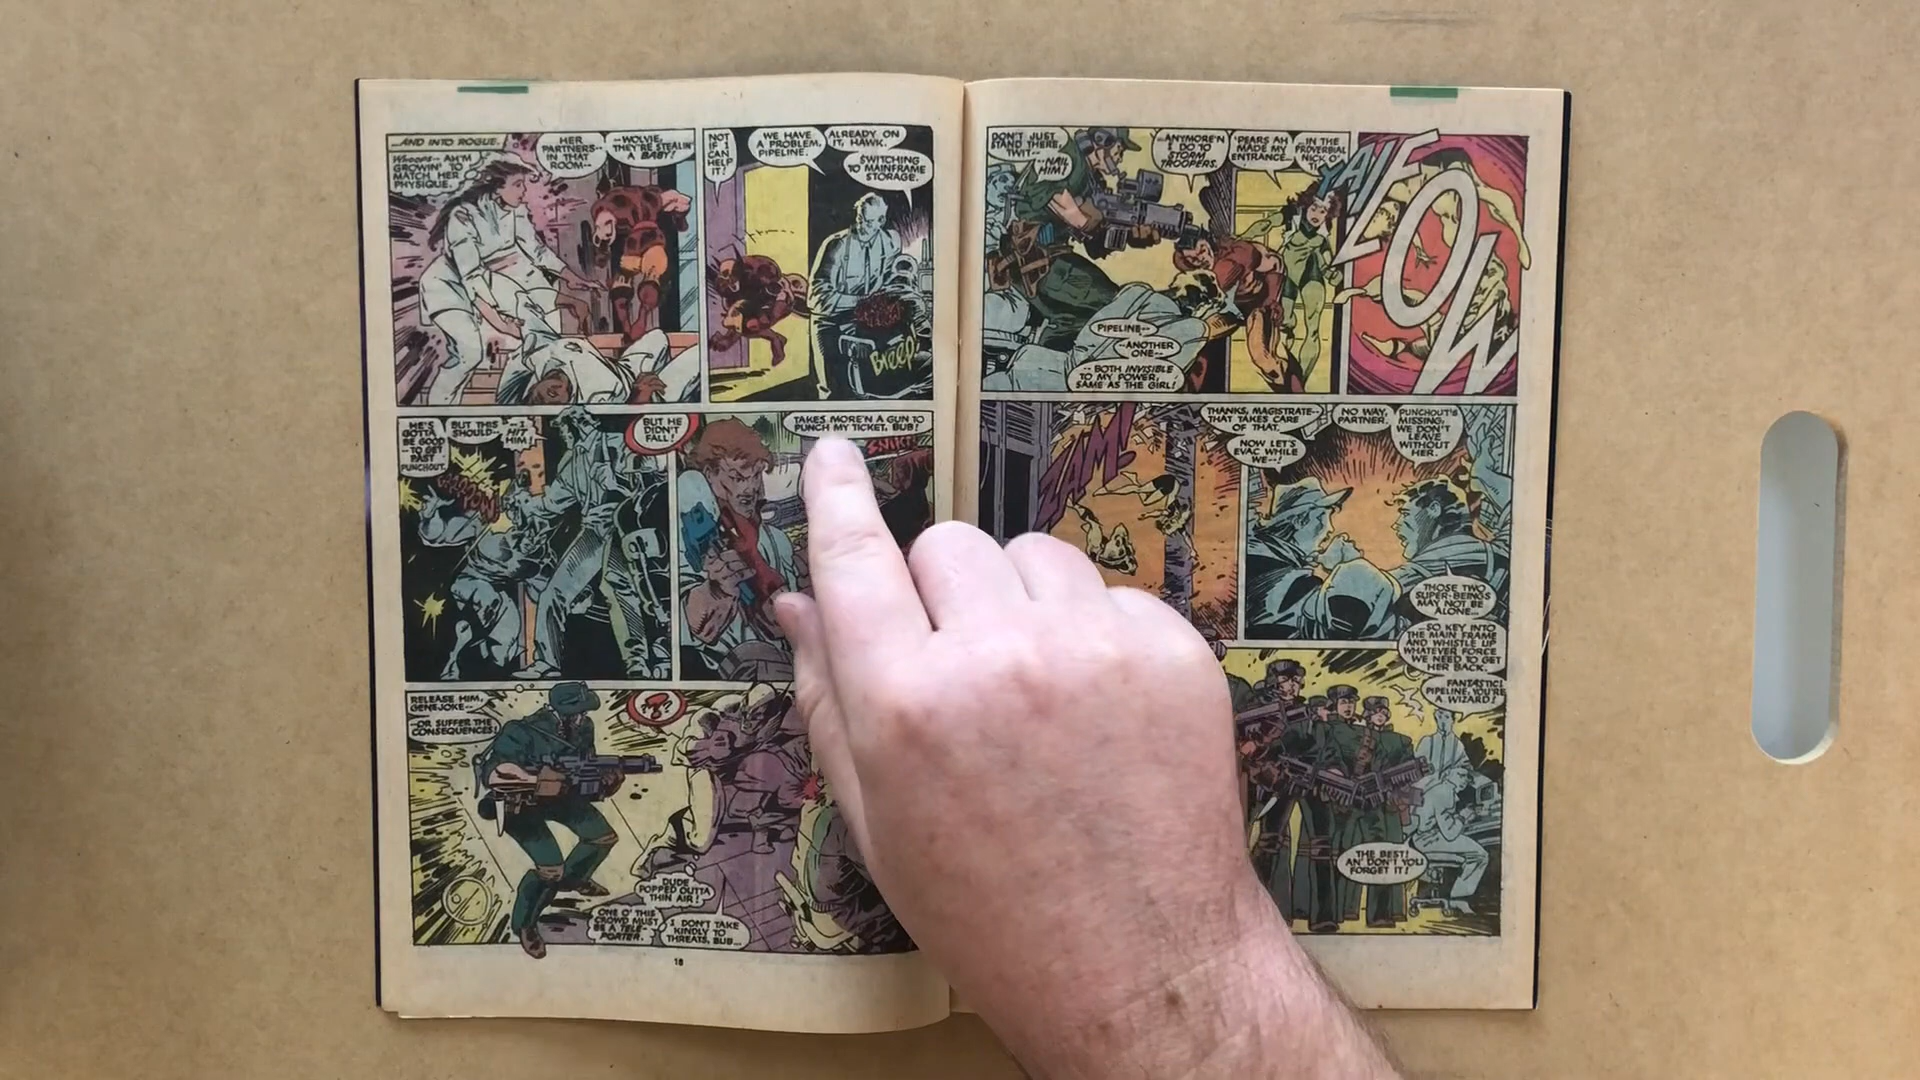 ...AND INTO ROGUE.
WHOOPS-- AH'M
GROWIN' TO
MATCH HER
PHYSIQUE.
HER
PARTNERS--
IN THAT
ROOM--
--WOLVIE,
THEY'RE STEALIN'
A BABY!
NOT
IF I
CAN
HELP
IT!
WE HAVE
A PROBLEM,
PIPELINE.
ALREADY ON
IT, HAWK.
SWITCHING
TO MAINFRAME
STORAGE.
Breep
HE'S
GOTTA
BE GOOD
--TO GET
PAST
PUNCHOUT.
BUT THIS
SHOULD--
--I
HIT
HIM!
BUT HE
DIDN'T
FALL!
TAKES MORE'N A GUN TO
PUNCH MY TICKET, BUB!
SNIKT!
RELEASE HIM,
GENEJOKE--
--OR SUFFER THE
CONSEQUENCES!
?
DUDE
POPPED OUTTA
THIN AIR!
ONE O' THIS
CROWD MUST
BE A TELE-
PORTER.
I DON'T TAKE
KINDLY TO
THREATS, BUB...
18
DON'T JUST
STAND THERE,
TWIT--
--NAIL
HIM!
...ANYMORE'N
I DO TO
STORM
TROOPERS.
'PEARS AH
MADE MY
ENTRANCE...
...IN THE
PROVERBIAL
NICK O'
PIPELINE--
--ANOTHER
ONE--
--BOTH INVISIBLE
TO MY POWER,
SAME AS THE GIRL!
ZAM!
THANKS, MAGISTRATE--
THAT TAKES CARE
OF THAT.
NOW LET'S
EVAC WHILE
WE--!
NO WAY,
PARTNER.
PUNCHOUT'S
MISSING.
WE DON'T
LEAVE
WITHOUT
HER.
THOSE TWO
SUPER-BEINGS
MAY NOT BE
ALONE...
...SO KEY INTO
THE MAIN FRAME
AND WHISTLE UP
WHATEVER FORCE
WE NEED TO GET
HER BACK.
FANTASTIC!
PIPELINE, YOU'RE
A WIZARD!
THE BEST!
AN' DON'T YOU
FORGET IT!